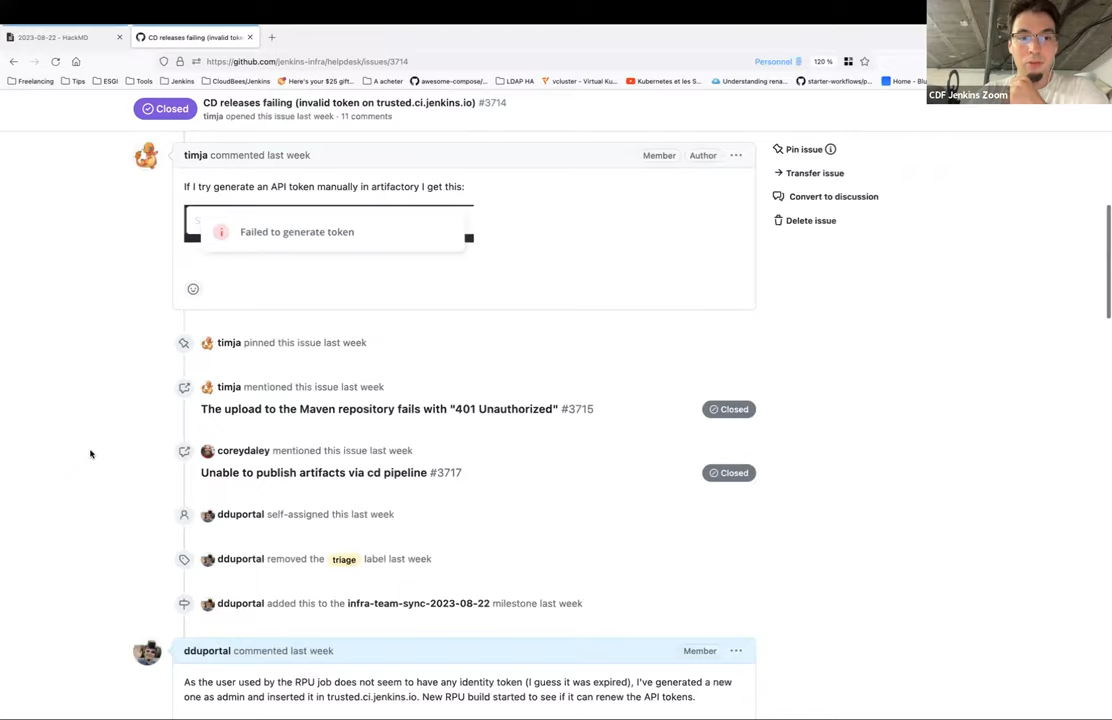 2023-08-22 - HackMD
CD releases failing (invalid toke
https://github.com/jenkins-infra/helpdesk/issues/3714
Personnel
120 %
Freelancing
Tips
ESGI
Tools
Jenkins
CloudBees/Jenkins
Here's your $25 gift...
A acheter
awesome-compose/...
LDAP HA
vcluster - Virtual Ku...
Kubernetes et les S...
Understanding rena...
starter-workflows/p...
Home - Blu
CDF Jenkins Zoom
Closed
CD releases failing (invalid token on trusted.ci.jenkins.io) #3714
timja opened this issue last week · 11 comments
timja commented last week
Member
Author
If I try generate an API token manually in artifactory I get this:
Failed to generate token
timja pinned this issue last week
timja mentioned this issue last week
The upload to the Maven repository fails with "401 Unauthorized" #3715
Closed
coreydaley mentioned this issue last week
Unable to publish artifacts via cd pipeline #3717
Closed
dduportal self-assigned this last week
dduportal removed the triage label last week
dduportal added this to the infra-team-sync-2023-08-22 milestone last week
dduportal commented last week
Member
As the user used by the RPU job does not seem to have any identity token (I guess it was expired), I've generated a new
one as admin and inserted it in trusted.ci.jenkins.io. New RPU build started to see if it can renew the API tokens.
Pin issue
Transfer issue
Convert to discussion
Delete issue